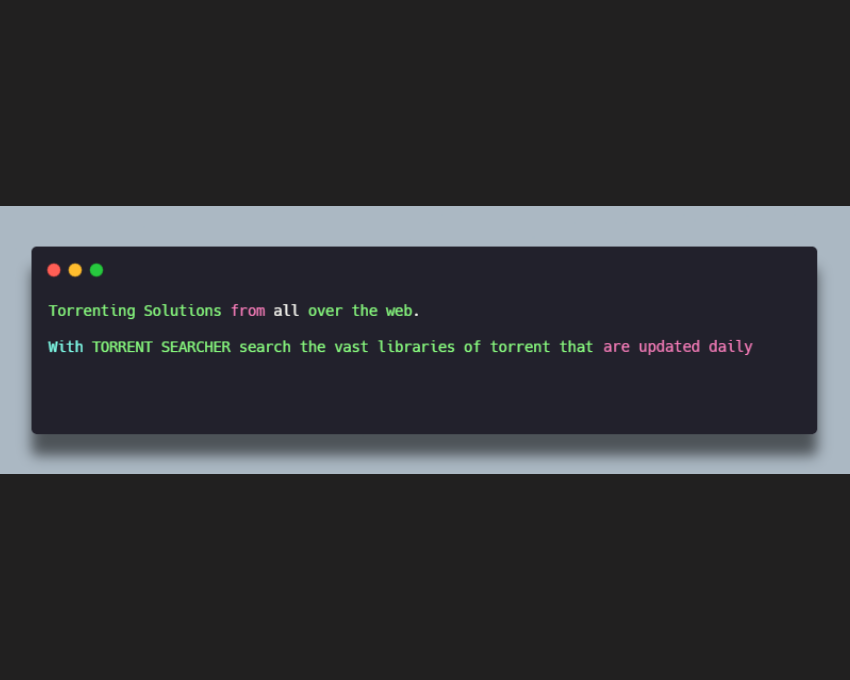 Torrenting Solutions from all over the web.
With TORRENT SEARCHER search the vast libraries of torrent that are updated daily